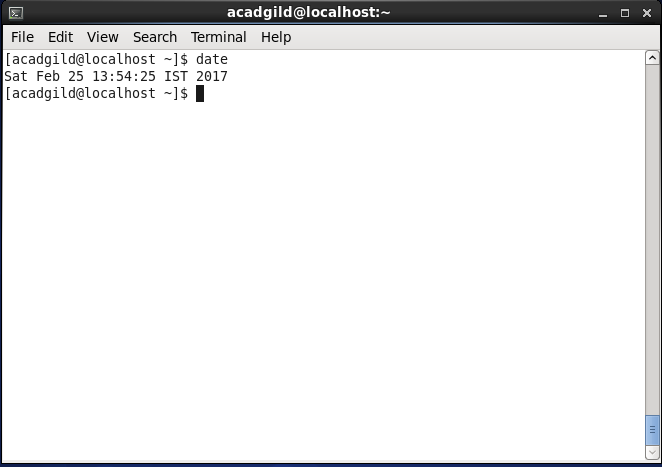 acadgild@localhost:~
File Edit View Search Terminal Help
[acadgild@localhost ~]$ date
Sat Feb 25 13:54:25 IST 2017
[acadgild@localhost ~]$